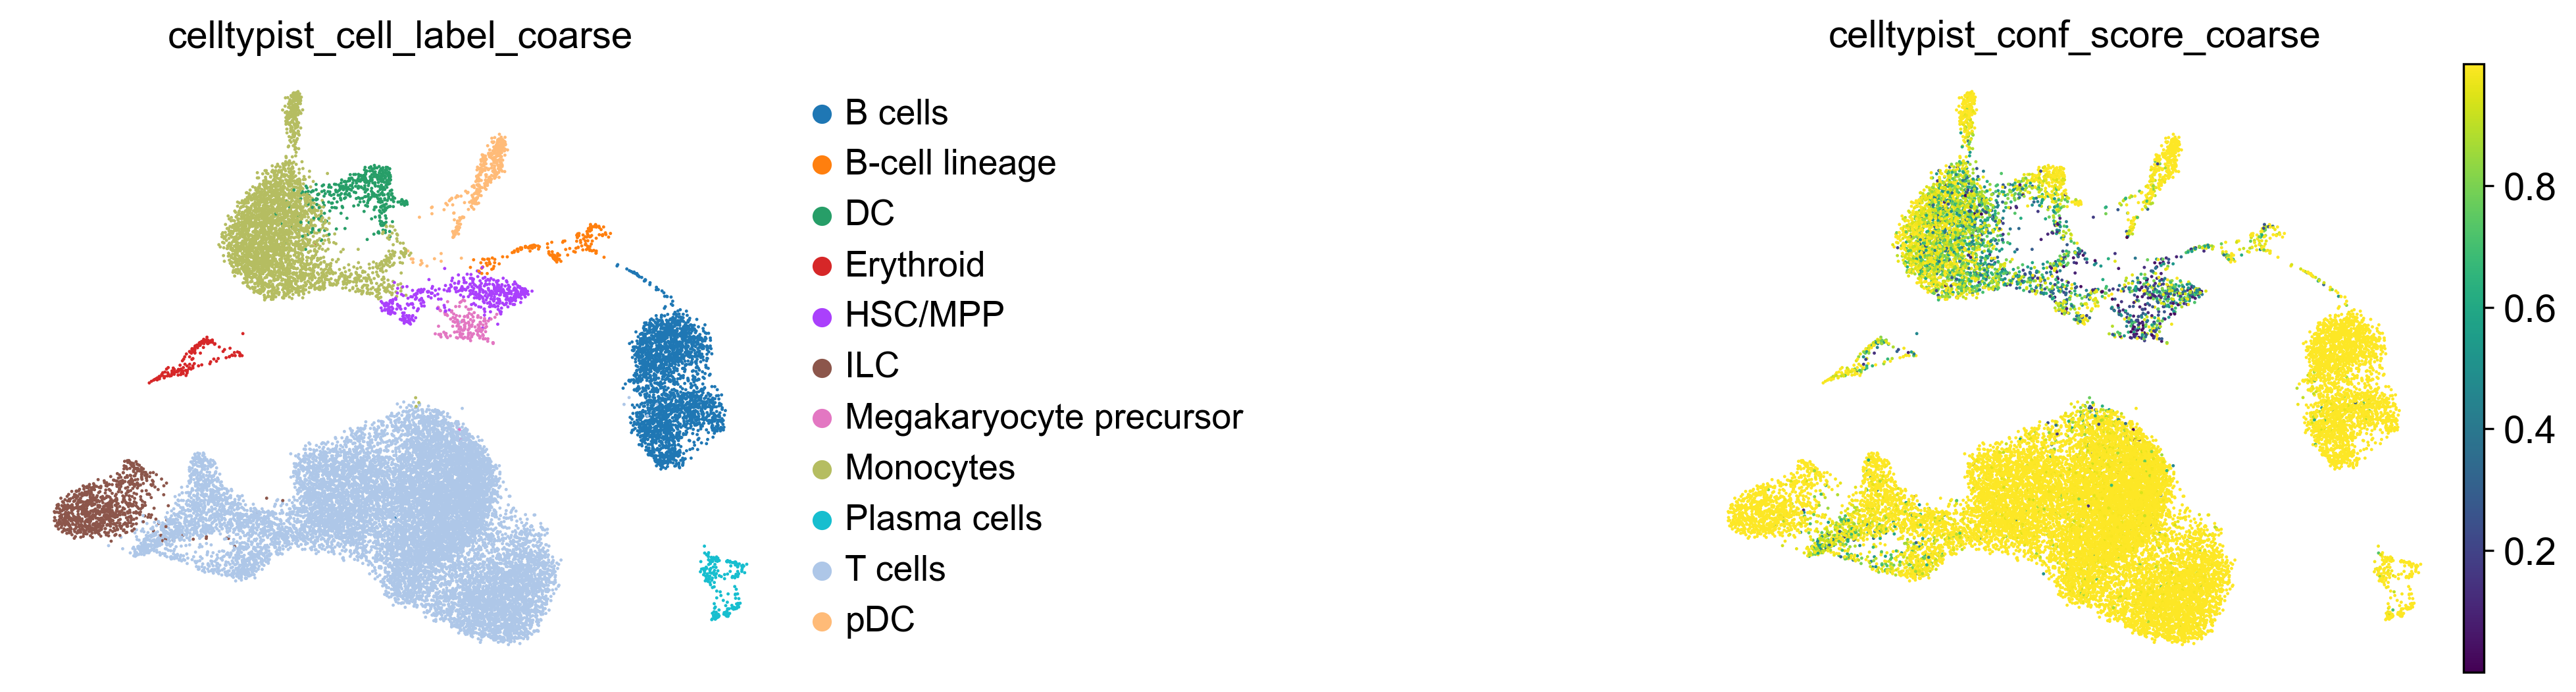 celltypist_cell_label_coarse
B cells
B-cell lineage
DC
Erythroid
HSC/MPP
ILC
Megakaryocyte precursor
Monocytes
Plasma cells
T cells
pDC
celltypist_conf_score_coarse
0.8
0.6
0.4
0.2